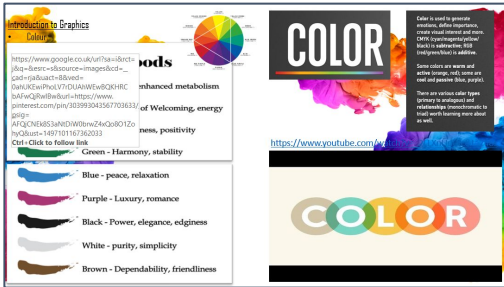 Introduction to Graphics
• Colour
https://www.google.co.uk/url?sa=i&rct=
j&q=&esrc=s&source=images&cd=__
cad=rja&uact=8&ved=
0ahUKEwiPhoLV7iDUAhWEwBQKHRC
bAFwQjRwIBw&url=https://www.
pinterest.com/pin/303993435677036 33/
psig=
AFQjCNEk8S3aNtDiW0brwZ4xQo8O1Zo
hyQ&ust=1497101167362033
Ctrl+Click to follow link
oods
enhanced metabolism
of Welcoming, energy
ness, positivity
Green - Harmony, stability
Blue - peace, relaxation
Purple - Luxury, romance
Black - Power, elegance, edginess
White - purity, simplicity
Brown - Dependability, friendliness
COLOR
Color is used to generate
emotions, define importance,
create visual interest and more.
CMYK (cyan/magenta/yellow/
black) is subtractive; RGB
(red/green/blue) is additive.
Some colors are warm and
active (orange, red); some are
cool and passive (blue, purple).
There are various color types
(primary to analogous) and
relationships (monochromatic to
triad) worth learning more about
as well.
https://www.youtube.com/
COLOR